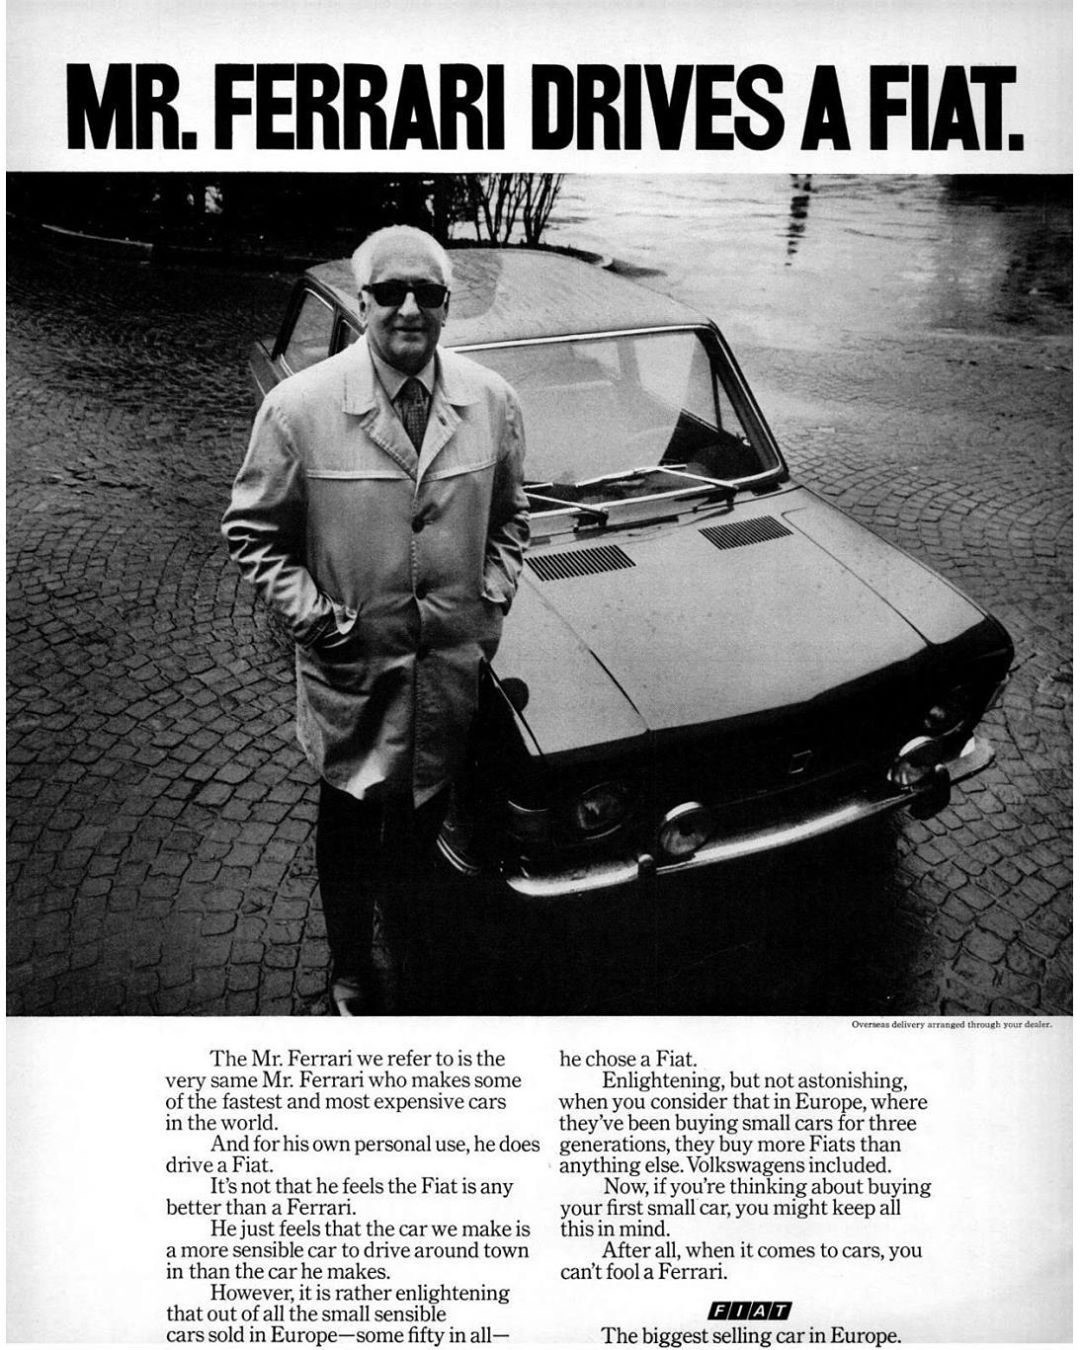 MR. FERRARI DRIVES A FIAT.
Overseas delivery arranged through your dealer.
The Mr. Ferrari we refer to is the
very same Mr. Ferrari who makes some
of the fastest and most expensive cars
in the world.
And for his own personal use, he does
drive a Fiat.
It's not that he feels the Fiat is any
better than a Ferrari.
He just feels that the car we make is
a more sensible car to drive around town
in than the car he makes.
However, it is rather enlightening
that out of all the small sensible
cars sold in Europe—some fifty in all—
he chose a Fiat.
Enlightening, but not astonishing,
when you consider that in Europe, where
they've been buying small cars for three
generations, they buy more Fiats than
anything else. Volkswagens included.
Now, if you're thinking about buying
your first small car, you might keep all
this in mind.
After all, when it comes to cars, you
can't fool a Ferrari.
FIAT
The biggest selling car in Europe.